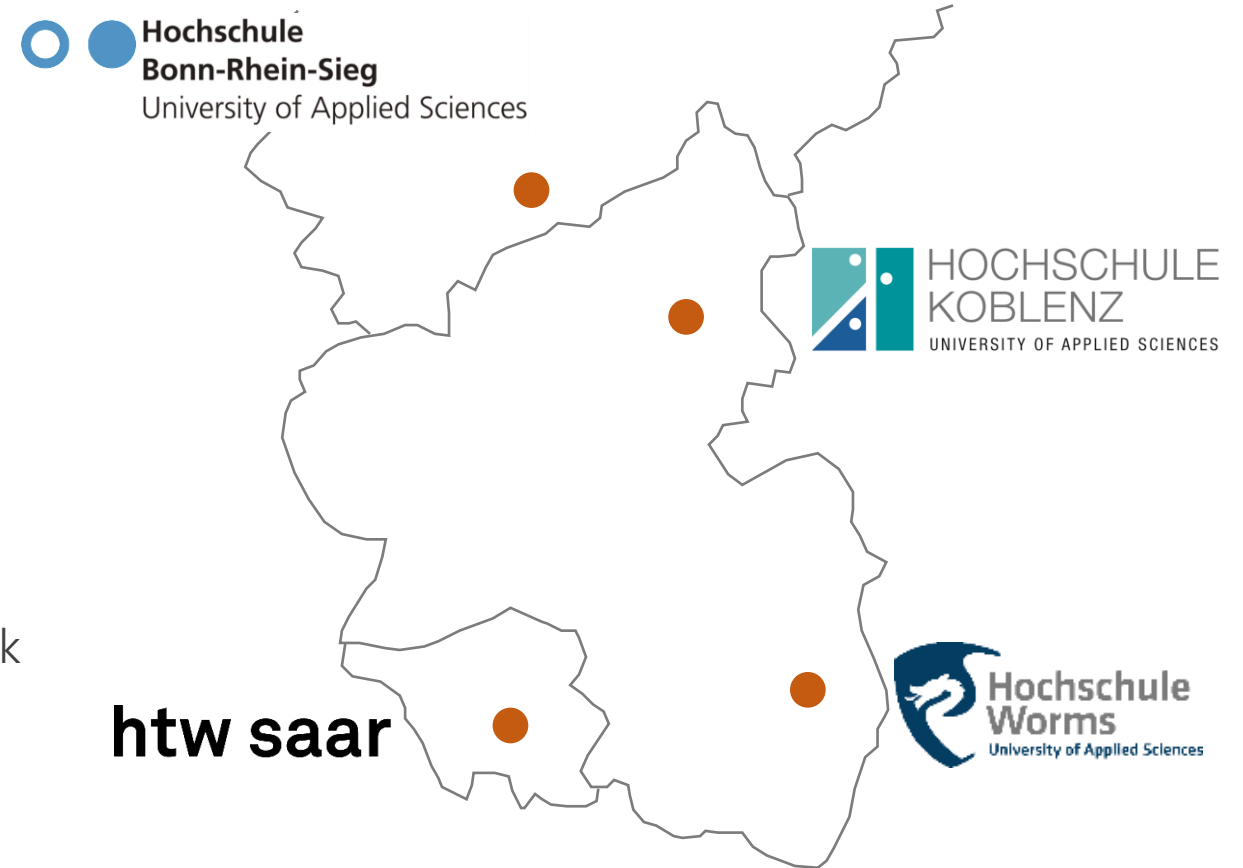 Hochschule
Bonn-Rhein-Sieg
University of Applied Sciences
HOCHSCHULE
KOBLENZ
UNIVERSITY OF APPLIED SCIENCES
k
htw saar
Hochschule
Worms
University of Applied Sciences